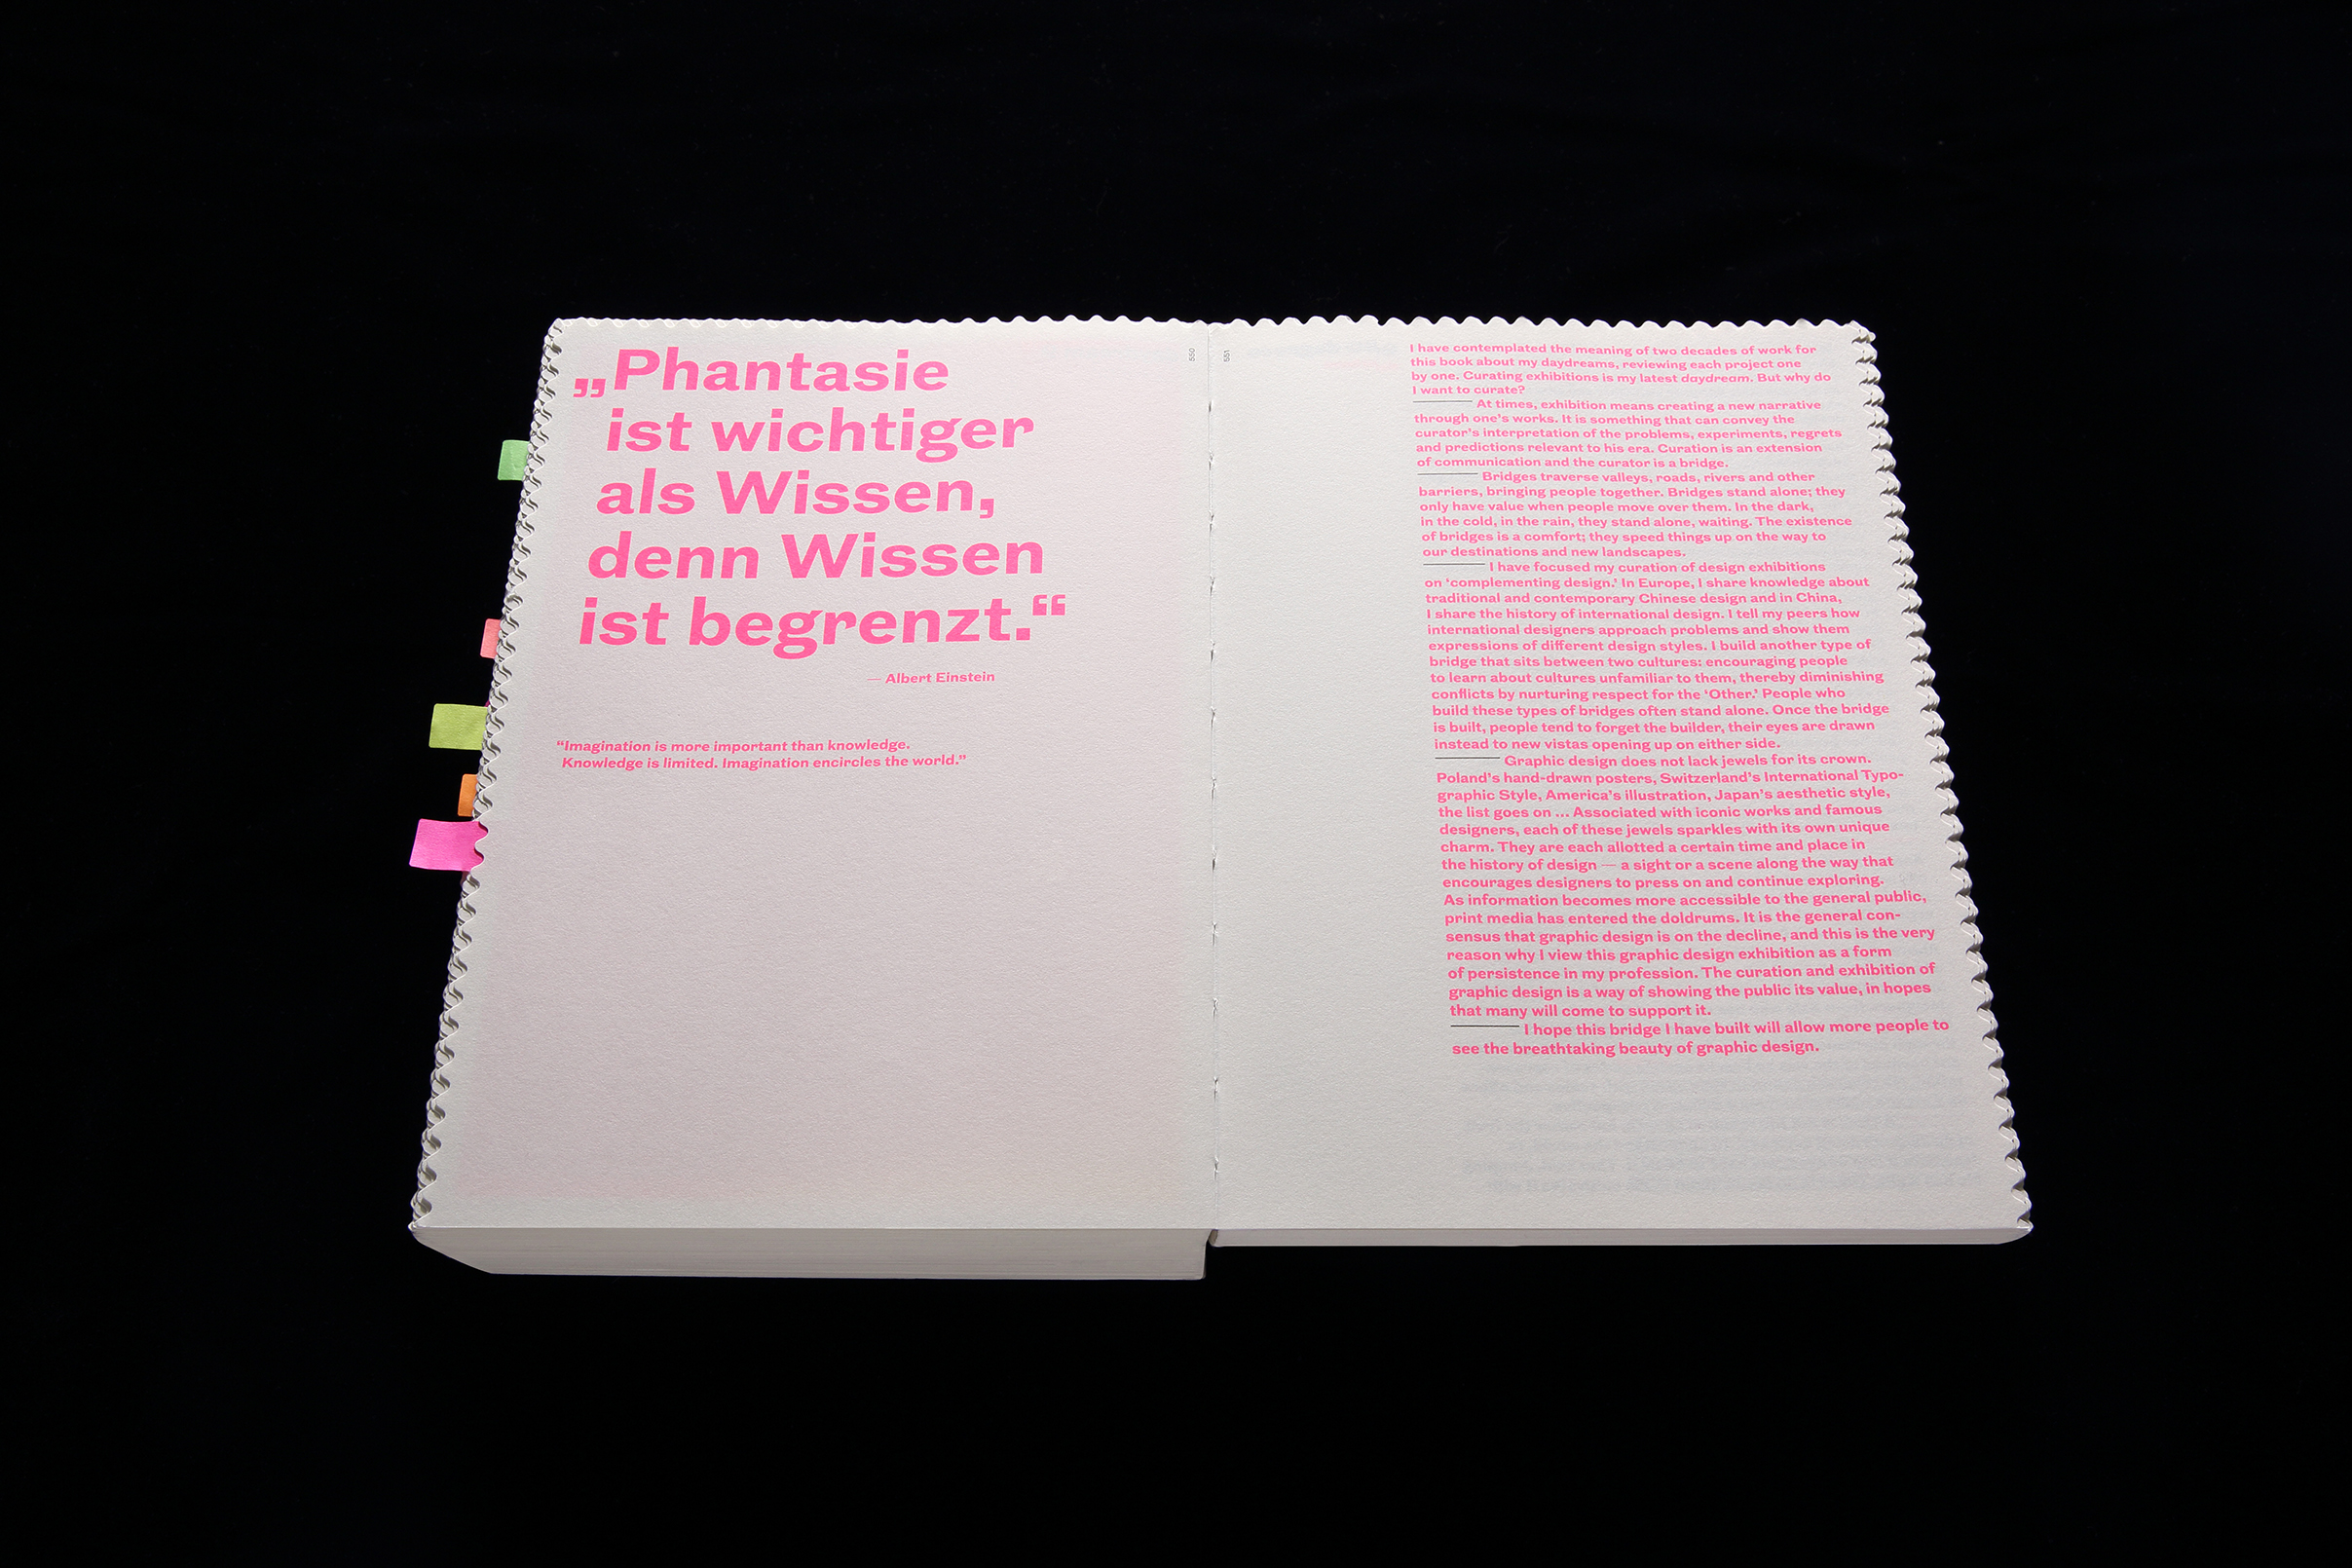 „Phantasie
ist wichtiger
als Wissen,
denn Wissen
ist begrenzt.“
— Albert Einstein
“Imagination is more important than knowledge.
Knowledge is limited. Imagination encircles the world.”
550
551
I have contemplated the meaning of two decades of work for
this book about my daydreams, reviewing each project one
by one. Curating exhibitions is my latest daydream. But why do
I want to curate?
At times, exhibition means creating a new narrative
through one’s works. It is something that can convey the
curator’s interpretation of the problems, experiments, regrets
and predictions relevant to his era. Curation is an extension
of communication and the curator is a bridge.
Bridges traverse valleys, roads, rivers and other
barriers, bringing people together. Bridges stand alone; they
only have value when people move over them. In the dark,
in the cold, in the rain, they stand alone, waiting. The existence
of bridges is a comfort; they speed things up on the way to
our destinations and new landscapes.
I have focused my curation of design exhibitions
on ‘complementing design.’ In Europe, I share knowledge about
traditional and contemporary Chinese design and in China,
I share the history of international design. I tell my peers how
international designers approach problems and show them
expressions of different design styles. I build another type of
bridge that sits between two cultures: encouraging people
to learn about cultures unfamiliar to them, thereby diminishing
conflicts by nurturing respect for the ‘Other.’ People who
build these types of bridges often stand alone. Once the bridge
is built, people tend to forget the builder, their eyes are drawn
instead to new vistas opening up on either side.
Graphic design does not lack jewels for its crown.
Poland’s hand-drawn posters, Switzerland’s International Typo-
graphic Style, America’s illustration, Japan’s aesthetic style,
the list goes on ... Associated with iconic works and famous
designers, each of these jewels sparkles with its own unique
charm. They are each allotted a certain time and place in
the history of design — a sight or a scene along the way that
encourages designers to press on and continue exploring.
As information becomes more accessible to the general public,
print media has entered the doldrums. It is the general con-
sensus that graphic design is on the decline, and this is the very
reason why I view this graphic design exhibition as a form
of persistence in my profession. The curation and exhibition of
graphic design is a way of showing the public its value, in hopes
that many will come to support it.
I hope this bridge I have built will allow more people to
see the breathtaking beauty of graphic design.